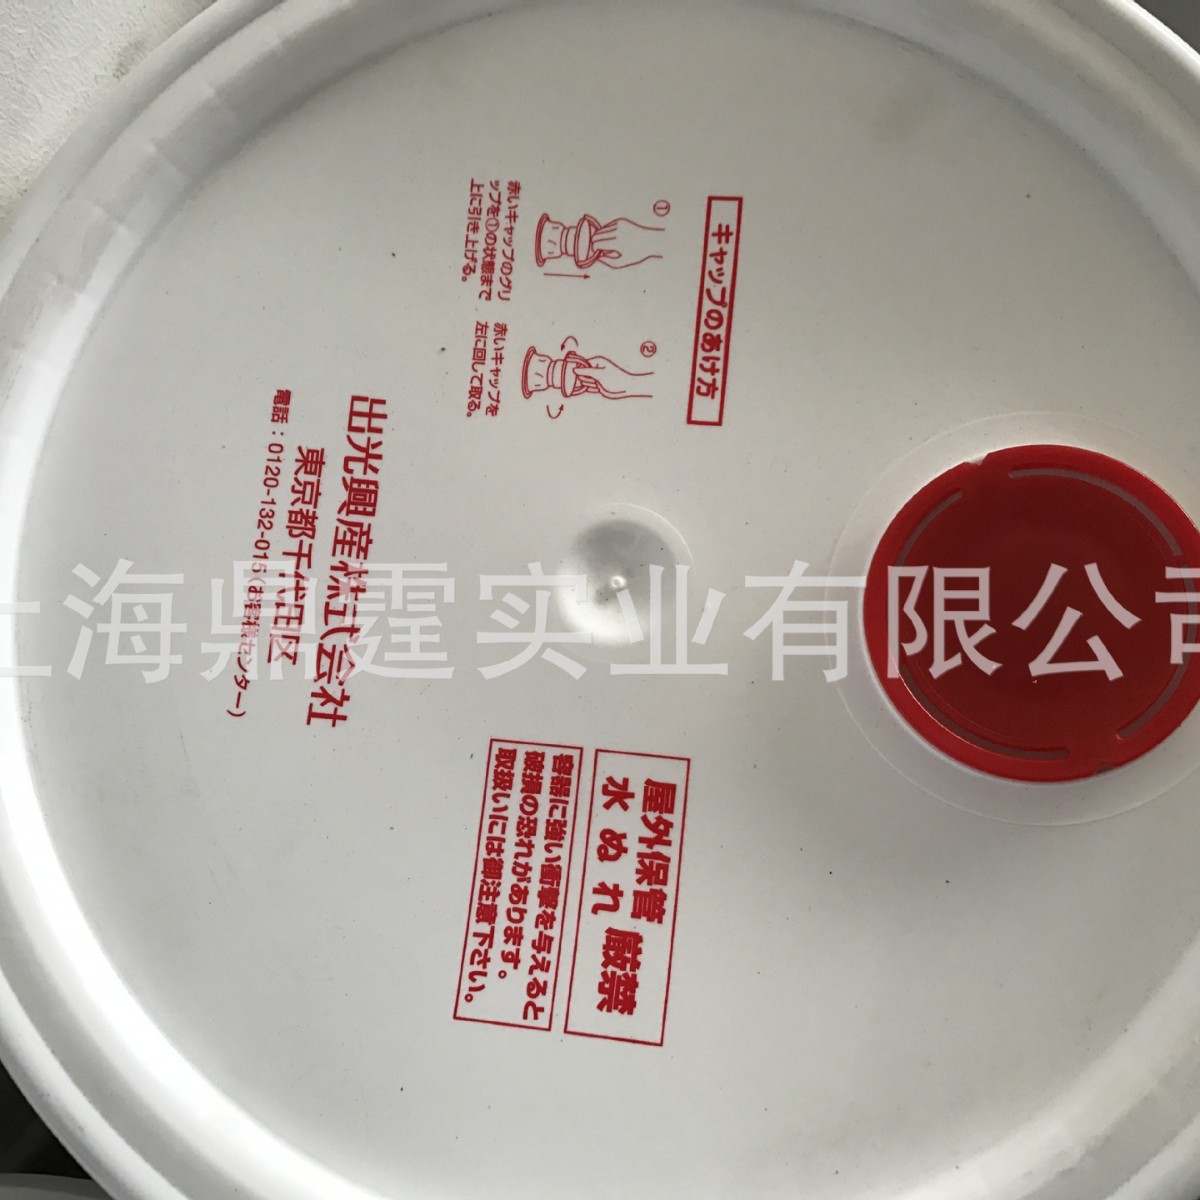 キャップのあけ方
①
赤いキャップのグリ
ップを①の状態まで
上に引き上げる。
②
赤いキャップを
左に回して取る。
屋外保管
水ぬれ 厳禁
容器に強い衝撃を与えると
破損の恐れがあります。
取扱いには御注意下さい。
出光興産株式会社
東京都千代田区
電話：0120-132-015（お客様センター）
上海鼎霆实业有限公司